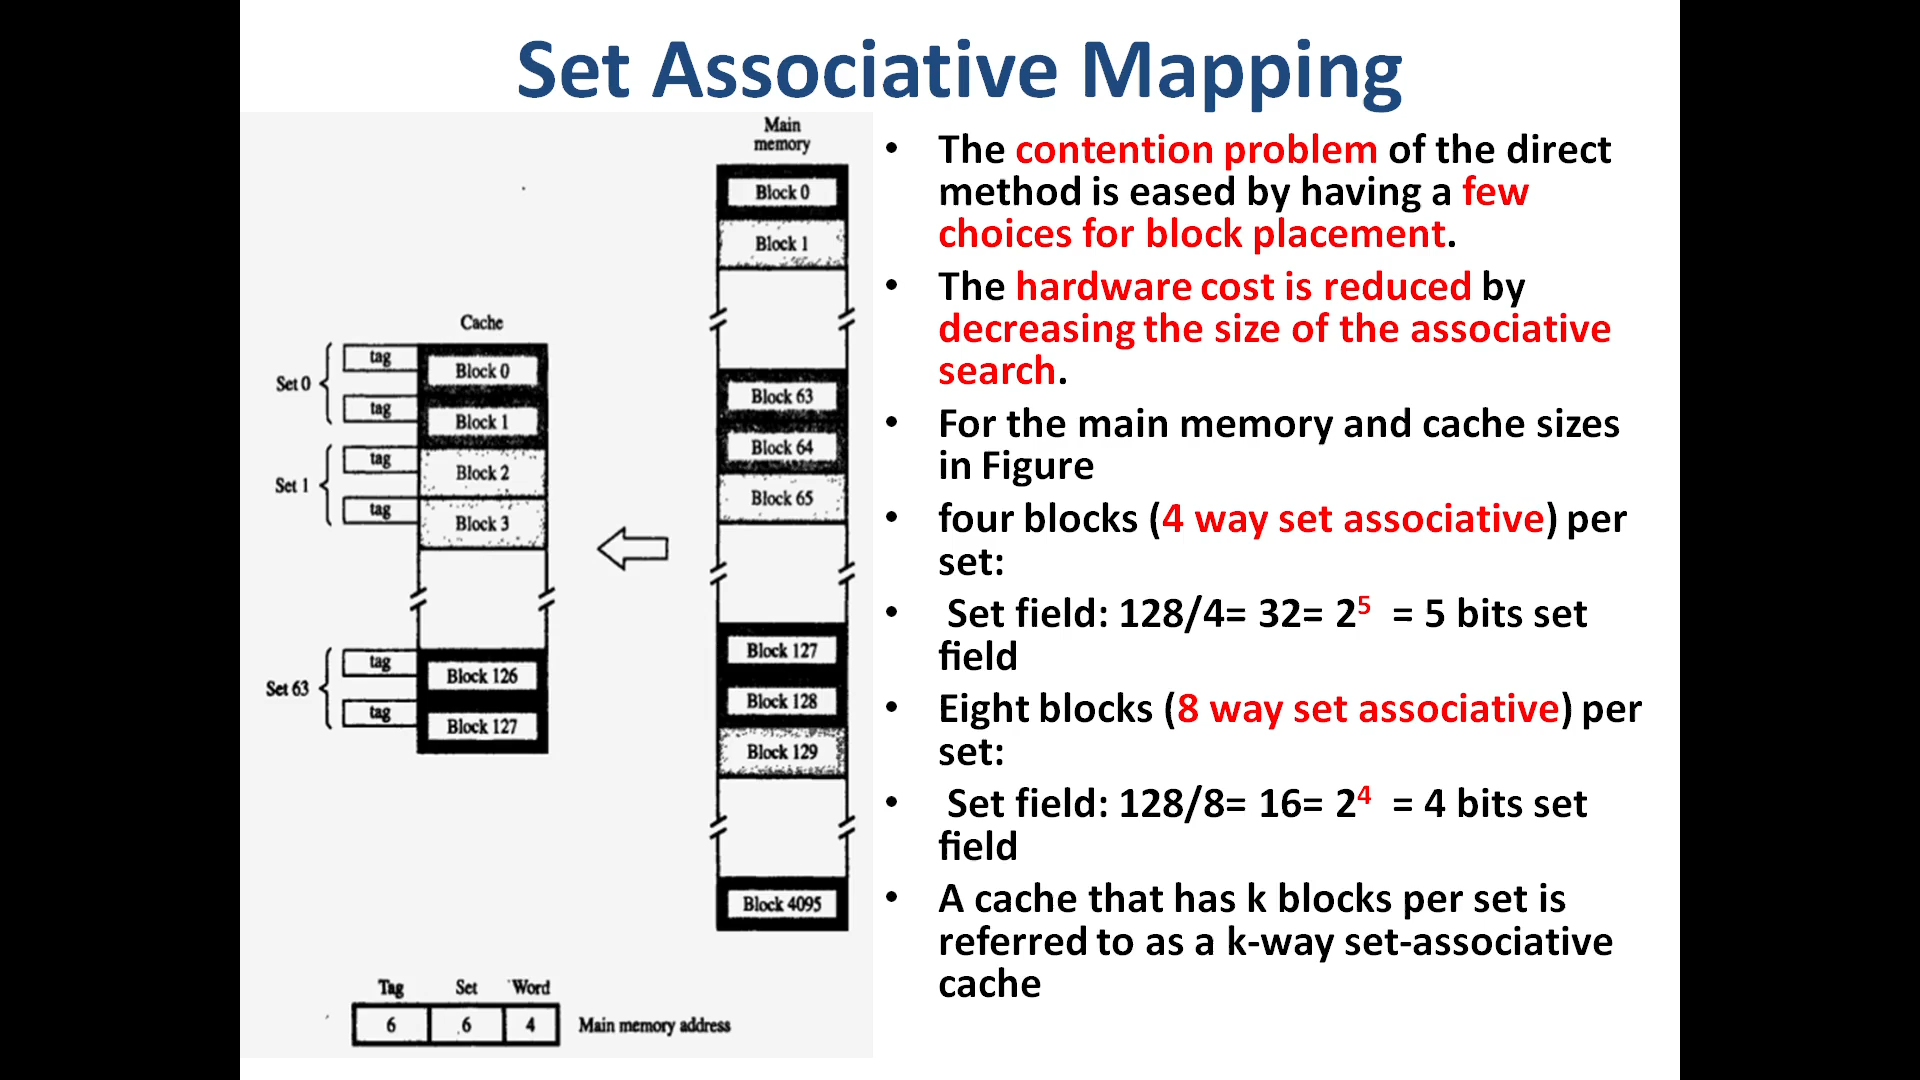 Set Associative Mapping
Main
memory
Block 0
Block 1
Block 63
Block 64
Block 65
Block 127
Block 128
Block 129
Block 4095
Cache
Set 0
tag
Block 0
tag
Block 1
Set 1
tag
Block 2
tag
Block 3
Set 63
tag
Block 126
tag
Block 127
Tag Set Word
6 6 4 Main memory address
• The contention problem of the direct
method is eased by having a few
choices for block placement.
• The hardware cost is reduced by
decreasing the size of the associative
search.
• For the main memory and cache sizes
in Figure
• four blocks (4 way set associative) per
set:
• Set field: 128/4= 32= 2⁵ = 5 bits set
field
• Eight blocks (8 way set associative) per
set:
• Set field: 128/8= 16= 2⁴ = 4 bits set
field
• A cache that has k blocks per set is
referred to as a k-way set-associative
cache